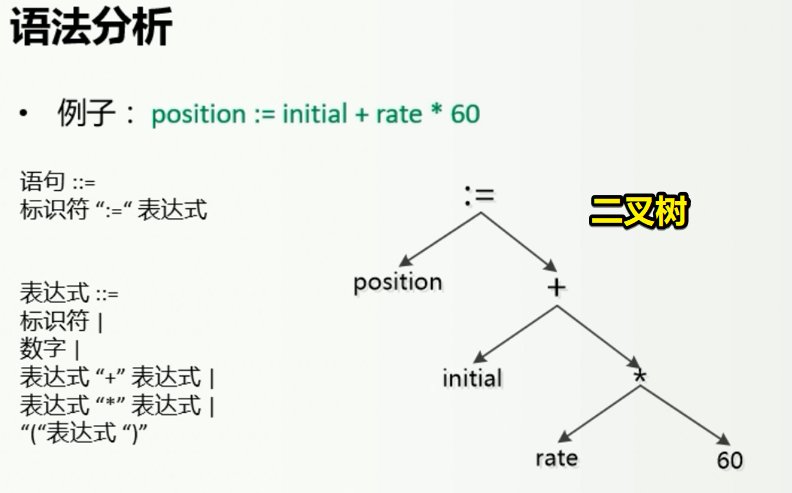 语法分析
• 例子： position := initial + rate * 60
语句 ::=
标识符 “:=“ 表达式
表达式 ::=
标识符 |
数字 |
表达式 “+” 表达式 |
表达式 “*” 表达式 |
“(“表达式 “)”
:=
二叉树
position
+
initial
*
rate
60